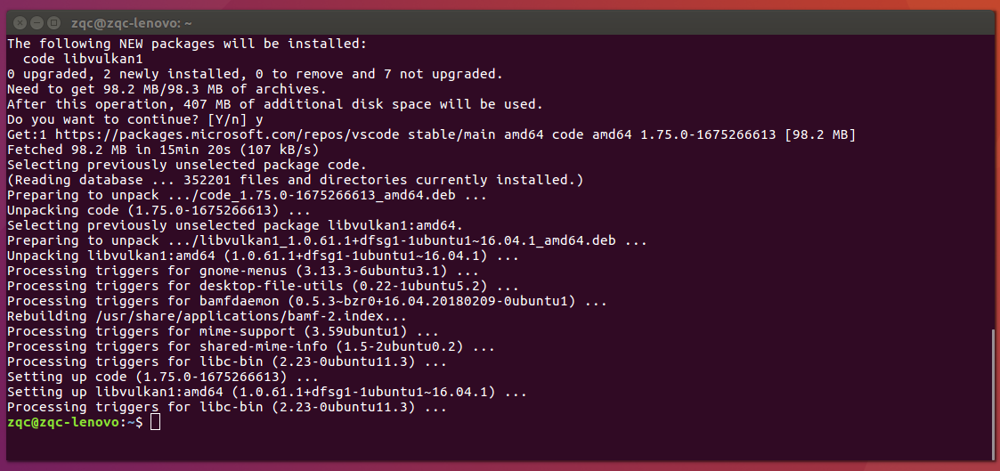 zqc@zqc-lenovo: ~
The following NEW packages will be installed:
  code libvulkan1
0 upgraded, 2 newly installed, 0 to remove and 7 not upgraded.
Need to get 98.2 MB/98.3 MB of archives.
After this operation, 407 MB of additional disk space will be used.
Do you want to continue? [Y/n] y
Get:1 https://packages.microsoft.com/repos/vscode stable/main amd64 code amd64 1.75.0-1675266613 [98.2 MB]
Fetched 98.2 MB in 15min 20s (107 kB/s)
Selecting previously unselected package code.
(Reading database ... 352201 files and directories currently installed.)
Preparing to unpack .../code_1.75.0-1675266613_amd64.deb ...
Unpacking code (1.75.0-1675266613) ...
Selecting previously unselected package libvulkan1:amd64.
Preparing to unpack .../libvulkan1_1.0.61.1+dfsg1-1ubuntu1~16.04.1_amd64.deb ...
Unpacking libvulkan1:amd64 (1.0.61.1+dfsg1-1ubuntu1~16.04.1) ...
Processing triggers for gnome-menus (3.13.3-6ubuntu3.1) ...
Processing triggers for desktop-file-utils (0.22-1ubuntu5.2) ...
Processing triggers for bamfdaemon (0.5.3~bzr0+16.04.20180209-0ubuntu1) ...
Rebuilding /usr/share/applications/bamf-2.index...
Processing triggers for mime-support (3.59ubuntu1) ...
Processing triggers for shared-mime-info (1.5-2ubuntu0.2) ...
Processing triggers for libc-bin (2.23-0ubuntu11.3) ...
Setting up code (1.75.0-1675266613) ...
Setting up libvulkan1:amd64 (1.0.61.1+dfsg1-1ubuntu1~16.04.1) ...
Processing triggers for libc-bin (2.23-0ubuntu11.3) ...
zqc@zqc-lenovo:~$